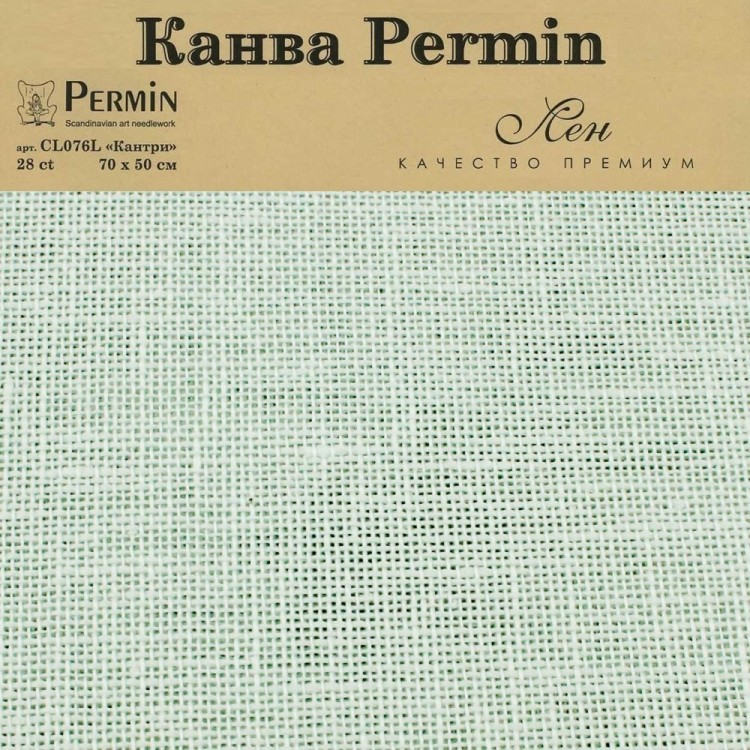 Канва Permin
PERMIN
Scandinavian art needlework
арт. CL076L «Кантри»
28 ct 70 x 50 см
Лен
КАЧЕСТВО ПРЕМИУМ